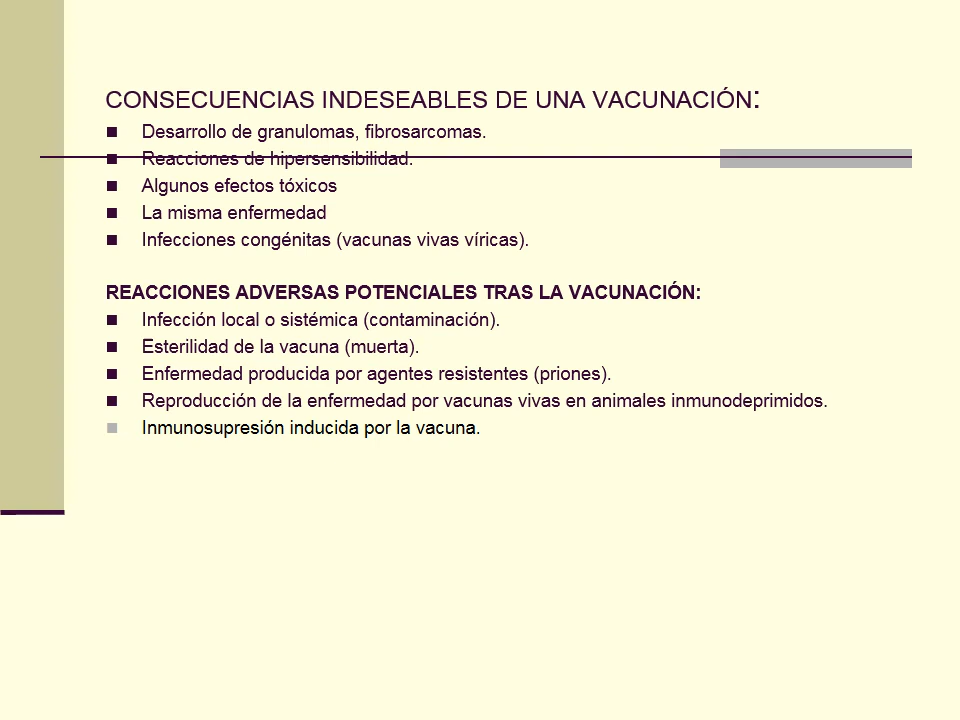 CONSECUENCIAS INDESEABLES DE UNA VACUNACIÓN:
Desarrollo de granulomas, fibrosarcomas.
Reacciones de hipersensibilidad.
Algunos efectos tóxicos
La misma enfermedad
Infecciones congénitas (vacunas vivas víricas).
REACCIONES ADVERSAS POTENCIALES TRAS LA VACUNACIÓN:
Infección local o sistémica (contaminación).
Esterilidad de la vacuna (muerta).
Enfermedad producida por agentes resistentes (priones).
Reproducción de la enfermedad por vacunas vivas en animales inmunodeprimidos.
Inmunosupresión inducida por la vacuna.